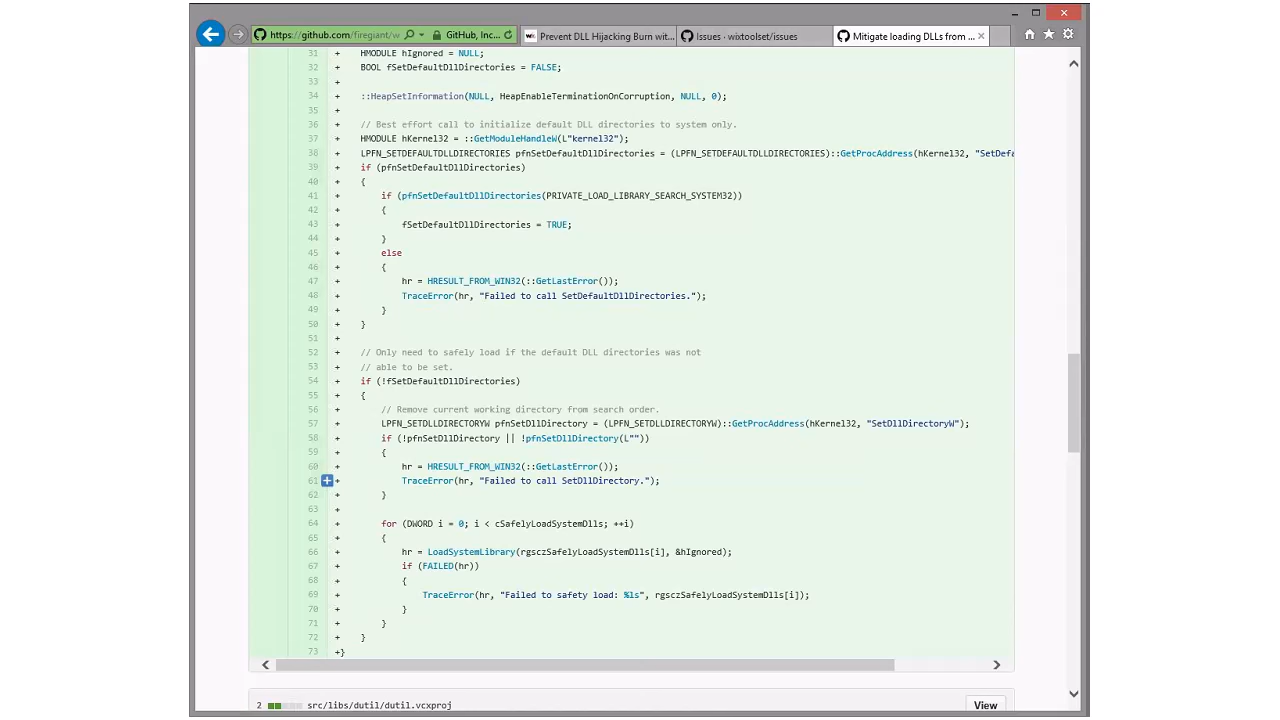 https://github.com/firegiant/w
GitHub, Inc...
Prevent DLL Hijacking Burn wit...
Issues · wixtoolset/issues
Mitigate loading DLLs from ...
31 + HMODULE hIgnored = NULL;
32 + BOOL fSetDefaultDllDirectories = FALSE;
33 +
34 + ::HeapSetInformation(NULL, HeapEnableTerminationOnCorruption, NULL, 0);
35 +
36 + // Best effort call to initialize default DLL directories to system only.
37 + HMODULE hKernel32 = ::GetModuleHandleW(L"kernel32");
38 + LPFN_SETDEFAULTDLLDIRECTORIES pfnSetDefaultDllDirectories = (LPFN_SETDEFAULTDLLDIRECTORIES)::GetProcAddress(hKernel32, "SetDefa
39 + if (pfnSetDefaultDllDirectories)
40 + {
41 + if (pfnSetDefaultDllDirectories(PRIVATE_LOAD_LIBRARY_SEARCH_SYSTEM32))
42 + {
43 + fSetDefaultDllDirectories = TRUE;
44 + }
45 + else
46 + {
47 + hr = HRESULT_FROM_WIN32(::GetLastError());
48 + TraceError(hr, "Failed to call SetDefaultDllDirectories.");
49 + }
50 + }
51 +
52 + // Only need to safely load if the default DLL directories was not
53 + // able to be set.
54 + if (!fSetDefaultDllDirectories)
55 + {
56 + // Remove current working directory from search order.
57 + LPFN_SETDLLDIRECTORYW pfnSetDllDirectory = (LPFN_SETDLLDIRECTORYW)::GetProcAddress(hKernel32, "SetDllDirectoryW");
58 + if (!pfnSetDllDirectory || !pfnSetDllDirectory(L""))
59 + {
60 + hr = HRESULT_FROM_WIN32(::GetLastError());
61 + TraceError(hr, "Failed to call SetDllDirectory.");
62 + }
63 +
64 + for (DWORD i = 0; i < cSafelyLoadSystemDlls; ++i)
65 + {
66 + hr = LoadSystemLibrary(rgsczSafelyLoadSystemDlls[i], &hIgnored);
67 + if (FAILED(hr))
68 + {
69 + TraceError(hr, "Failed to safety load: %ls", rgsczSafelyLoadSystemDlls[i]);
70 + }
71 + }
72 + }
73 +}
2 src/libs/dutil/dutil.vcxproj
View